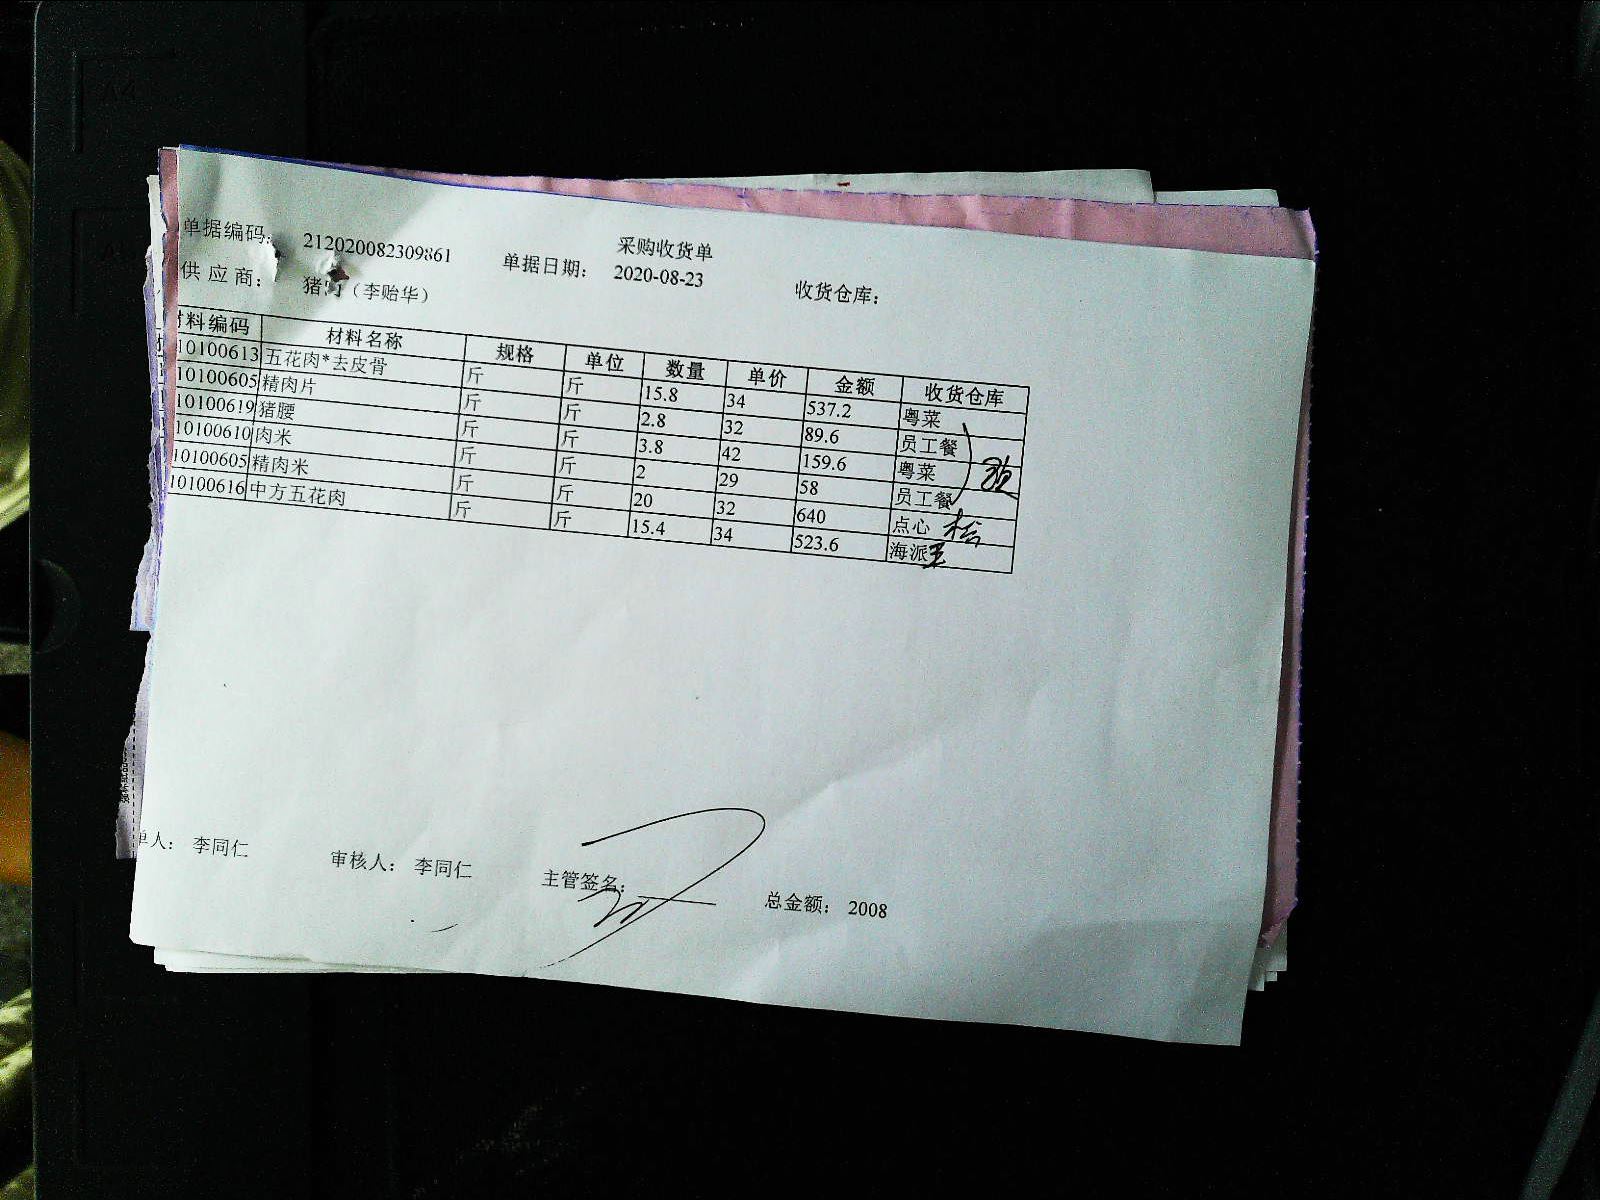 采购收货单
单据编码: 212020082309861 单据日期: 2020-08-23 收货仓库:
供应商: 猪 (李贻华)
材料编码 材料名称 规格 单位 数量 单价 金额 收货仓库
10100613 五花肉*去皮骨 斤 斤 15.8 34 537.2 粤菜
10100605 精肉片 斤 斤 2.8 32 89.6 员工餐
10100619 猪腰 斤 斤 3.8 42 159.6 粤菜
10100610 肉米 斤 斤 2 29 58 员工餐
10100605 精肉米 斤 斤 20 32 640 点心 松
10100616 中方五花肉 斤 斤 15.4 34 523.6 海派 王
单人: 李同仁 审核人: 李同仁 主管签名: 总金额: 2008